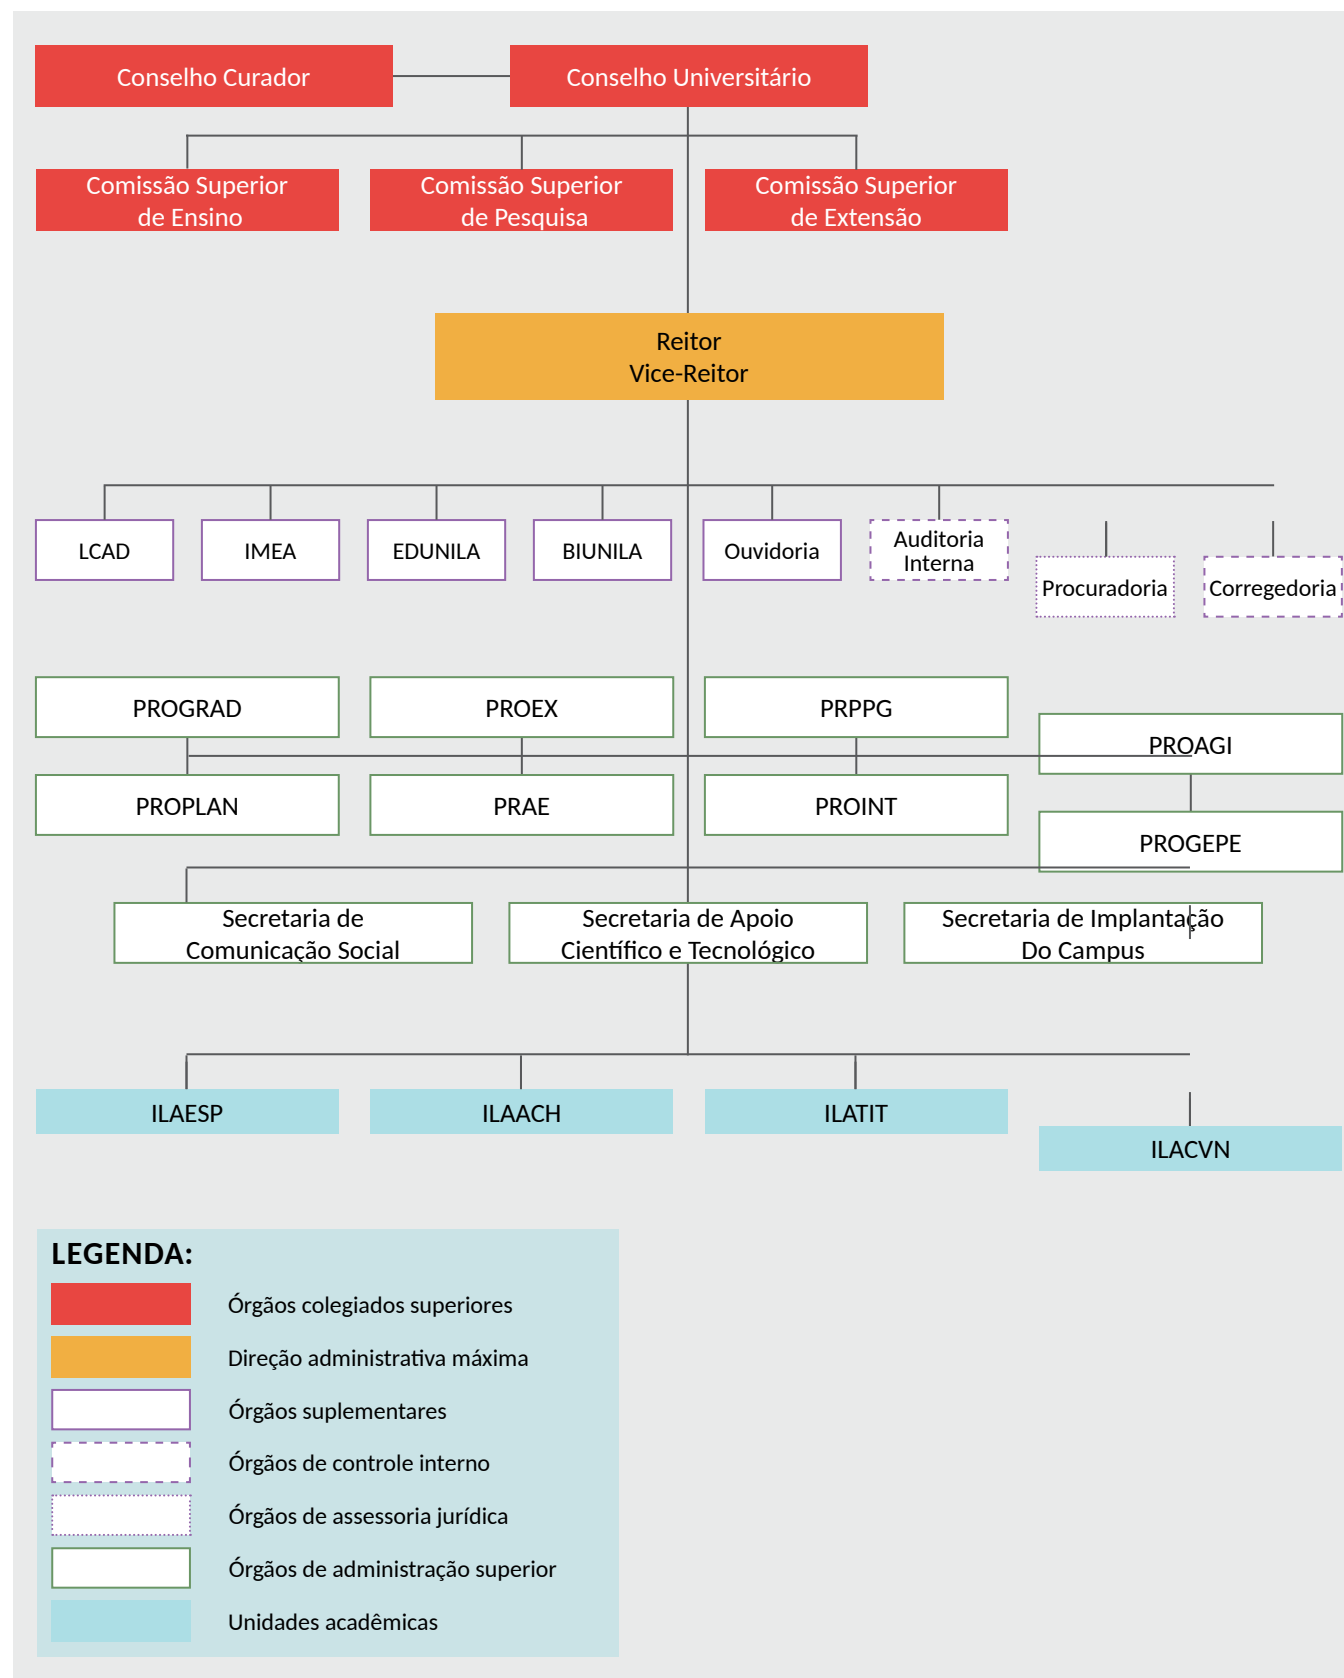 Conselho Curador
Conselho Universitário
Comissão Superior
de Ensino
Comissão Superior
de Pesquisa
Comissão Superior
de Extensão
Reitor
Vice-Reitor
LCAD
IMEA
EDUNILA
BIUNILA
Ouvidoria
Auditoria
Interna
Procuradoria
Corregedoria
PROGRAD
PROEX
PRPPG
PROAGI
PROPLAN
PRAE
PROINT
PROGEPE
Secretaria de
Comunicação Social
Secretaria de Apoio
Científico e Tecnológico
Secretaria de Implantação
Do Campus
ILAESP
ILAACH
ILATIT
ILACVN
LEGENDA:
Órgãos colegiados superiores
Direção administrativa máxima
Órgãos suplementares
Órgãos de controle interno
Órgãos de assessoria jurídica
Órgãos de administração superior
Unidades acadêmicas